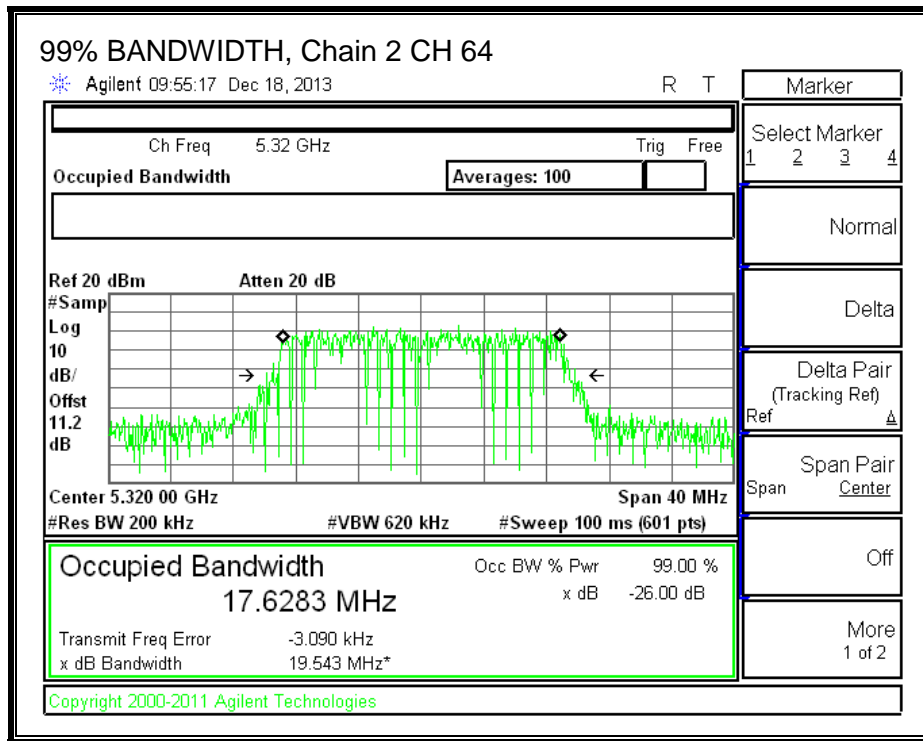 99% BANDWIDTH, Chain 2 CH 64
Agilent 09:55:17 Dec 18, 2013 R T
Ch Freq 5.32 GHz Trig Free
Occupied Bandwidth Averages: 100
Ref 20 dBm Atten 20 dB
#Samp
Log
10
dB/
Offst
11.2
dB
Center 5.320 00 GHz Span 40 MHz
#Res BW 200 kHz #VBW 620 kHz #Sweep 100 ms (601 pts)
Occupied Bandwidth Occ BW % Pwr 99.00 %
17.6283 MHz x dB -26.00 dB
Transmit Freq Error -3.090 kHz
x dB Bandwidth 19.543 MHz*
Copyright 2000-2011 Agilent Technologies
Marker
Select Marker
1 2 3 4
Normal
Delta
Delta Pair
(Tracking Ref)
Ref Δ
Span Pair
Span Center
Off
More
1 of 2